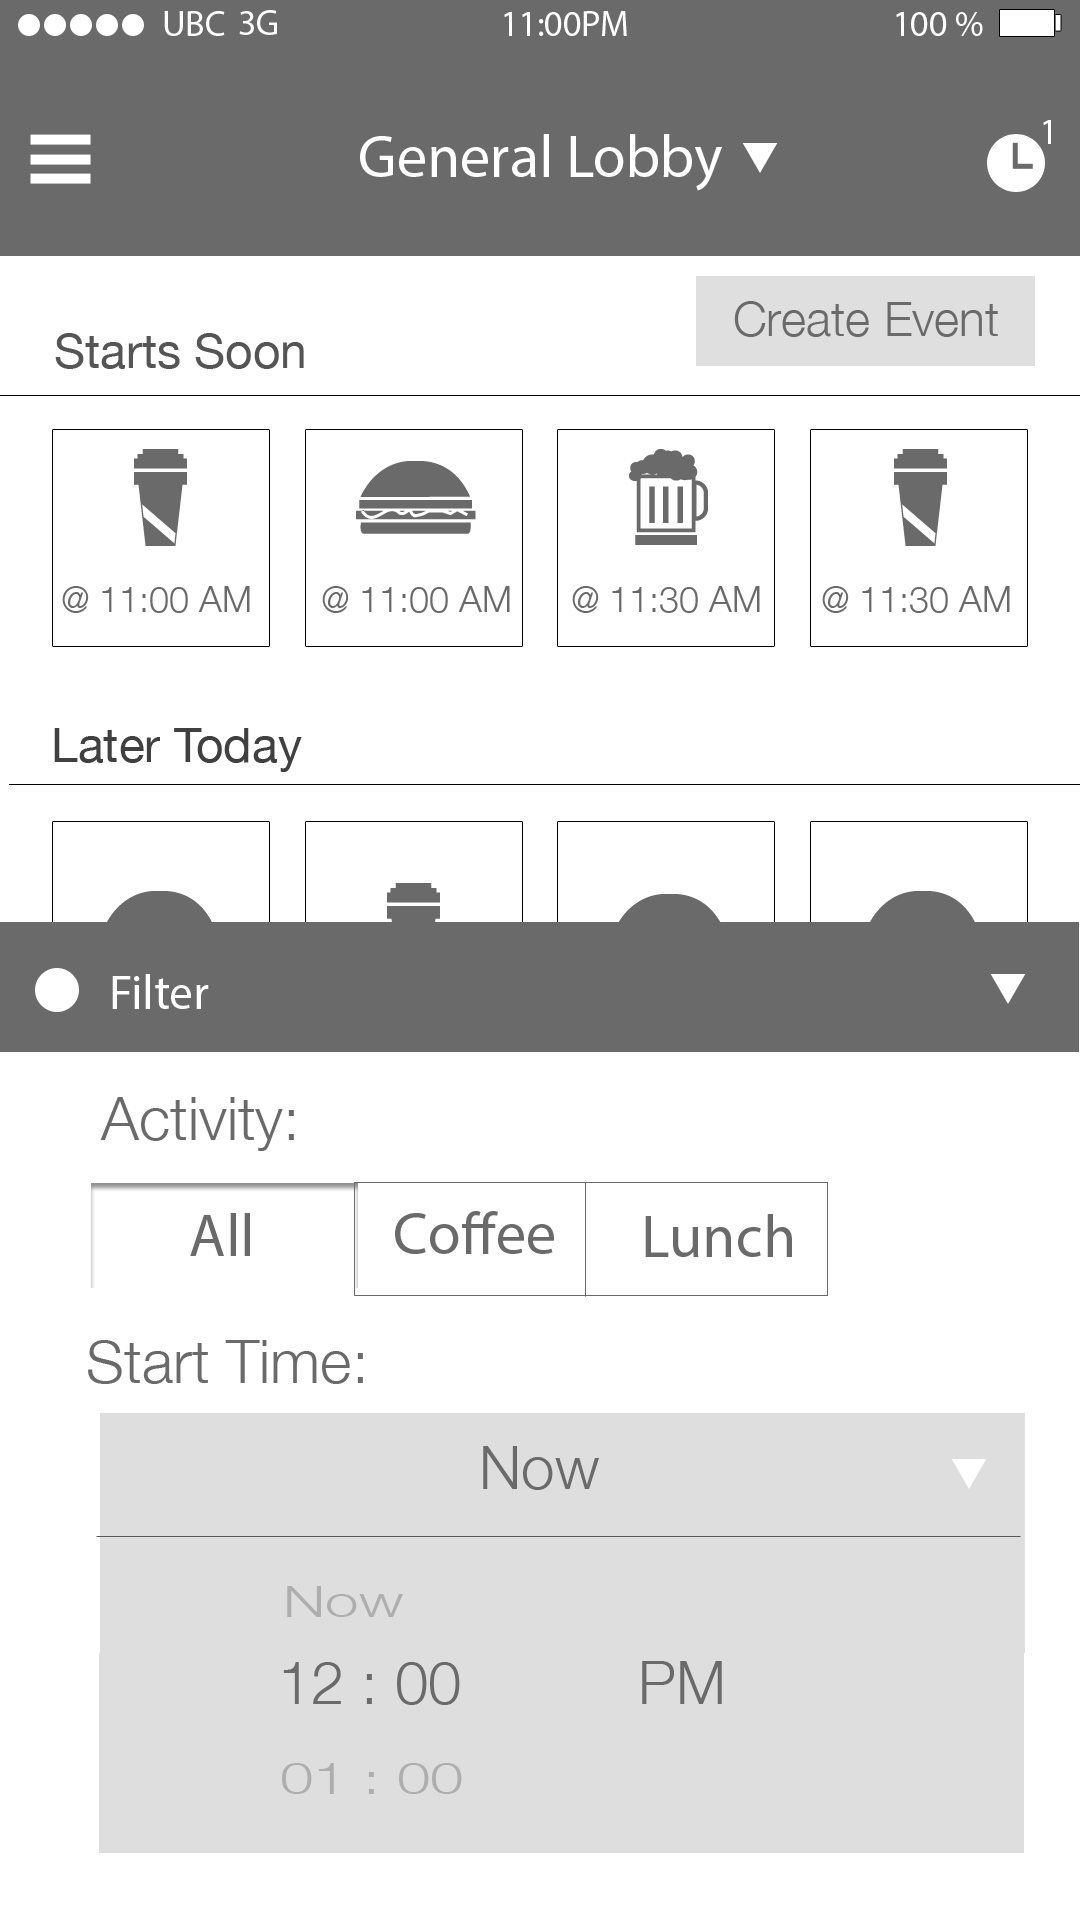 UBC 3G 11:00PM 100 %
General Lobby 1
Create Event
Starts Soon
@ 11:00 AM @ 11:00 AM @ 11:30 AM @ 11:30 AM
Later Today
Filter
Activity:
All Coffee Lunch
Start Time:
Now
Now
12 : 00 PM
01 : 00